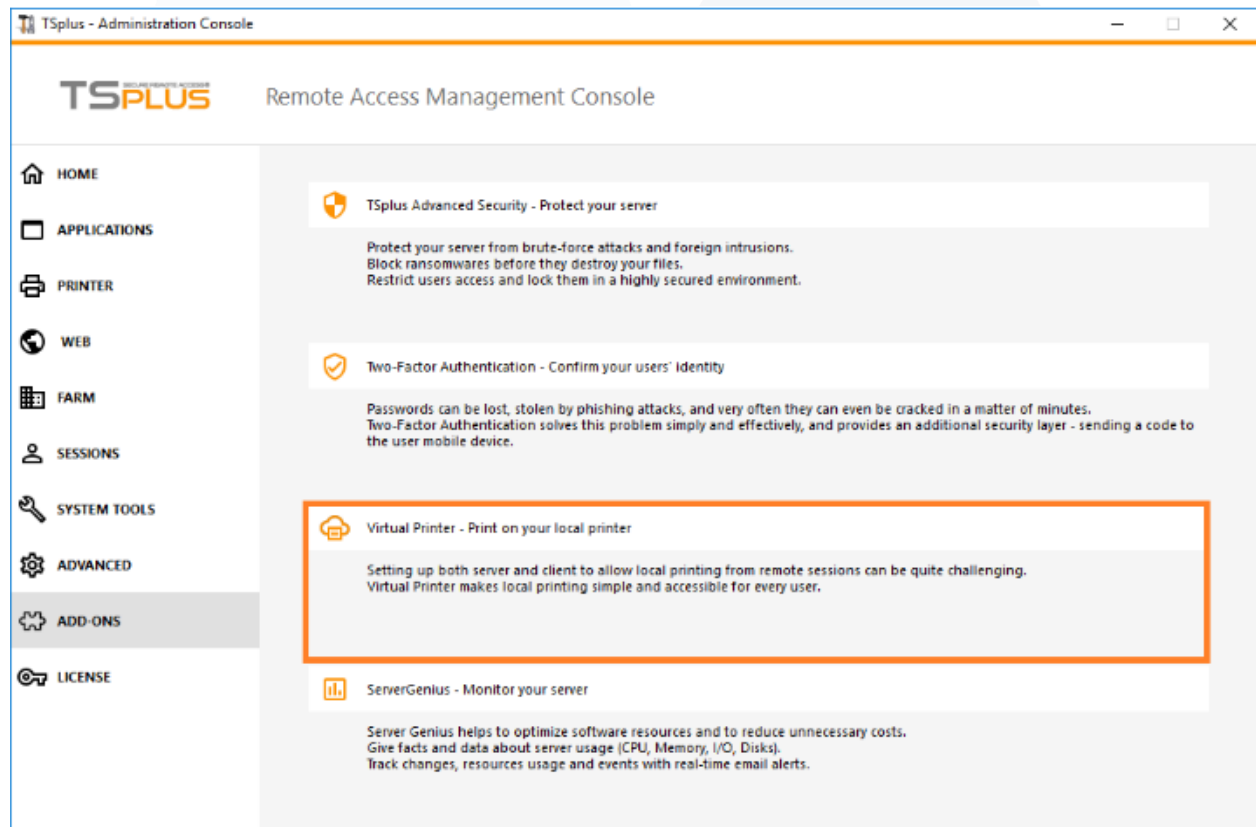 TSplus - Administration Console
SECURE REMOTE ACCESS
TSPLUS
Remote Access Management Console
HOME
APPLICATIONS
PRINTER
WEB
FARM
SESSIONS
SYSTEM TOOLS
ADVANCED
ADD-ONS
LICENSE
TSplus Advanced Security - Protect your server
Protect your server from brute-force attacks and foreign intrusions.
Block ransomwares before they destroy your files.
Restrict users access and lock them in a highly secured environment.
Two-Factor Authentication - Confirm your users' identity
Passwords can be lost, stolen by phishing attacks, and very often they can even be cracked in a matter of minutes.
Two-Factor Authentication solves this problem simply and effectively, and provides an additional security layer - sending a code to
the user mobile device.
Virtual Printer - Print on your local printer
Setting up both server and client to allow local printing from remote sessions can be quite challenging.
Virtual Printer makes local printing simple and accessible for every user.
ServerGenius - Monitor your server
Server Genius helps to optimize software resources and to reduce unnecessary costs.
Give facts and data about server usage (CPU, Memory, I/O, Disks).
Track changes, resources usage and events with real-time email alerts.